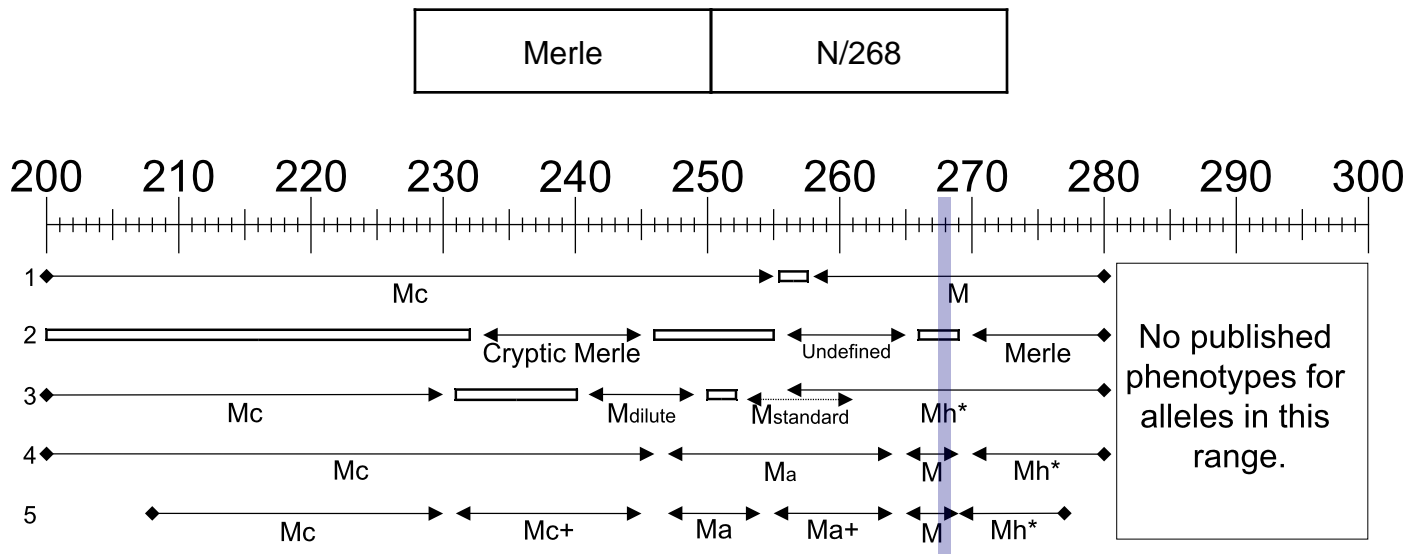 Merle N/268
200 210 220 230 240 250 260 270 280 290 300
1 Mc M
2 Cryptic Merle Undefined Merle
3 Mc Mdilute Mstandard Mh*
4 Mc Ma M Mh*
5 Mc Mc+ Ma Ma+ M Mh*
No published
phenotypes for
alleles in this
range.